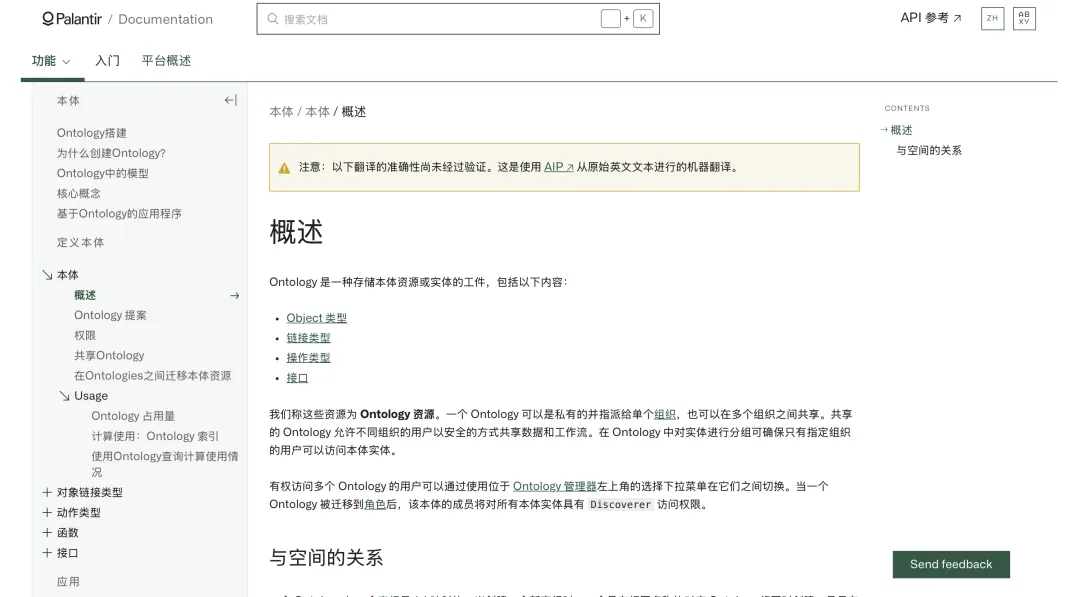 Palantir / Documentation
搜索文档
+ K
API 参考 ↗
ZH
AB
XY
功能
入门
平台概述
本体
Ontology搭建
为什么创建Ontology?
Ontology中的模型
核心概念
基于Ontology的应用程序
定义本体
本体
概述
Ontology 提案
权限
共享Ontology
在Ontologies之间迁移本体资源
Usage
Ontology 占用量
计算使用：Ontology 索引
使用Ontology查询计算使用情
况
对象链接类型
动作类型
函数
接口
应用
本体 / 本体 / 概述
注意：以下翻译的准确性尚未经过验证。这是使用 AIP ↗ 从原始英文文本进行的机器翻译。
概述
Ontology 是一种存储本体资源或实体的工件，包括以下内容：
• Object 类型
• 链接类型
• 操作类型
• 接口
我们称这些资源为 Ontology 资源。一个 Ontology 可以是私有的并指派给单个组织，也可以在多个组织之间共享。共享
的 Ontology 允许不同组织的用户以安全的方式共享数据和工作流。在 Ontology 中对实体进行分组可确保只有指定组织
的用户可以访问本体实体。
有权访问多个 Ontology 的用户可以通过使用位于 Ontology 管理器左上角的选择下拉菜单在它们之间切换。当一个
Ontology 被迁移到角色后，该本体的成员将对所有本体实体具有 Discoverer 访问权限。
与空间的关系
CONTENTS
→ 概述
与空间的关系
Send feedback